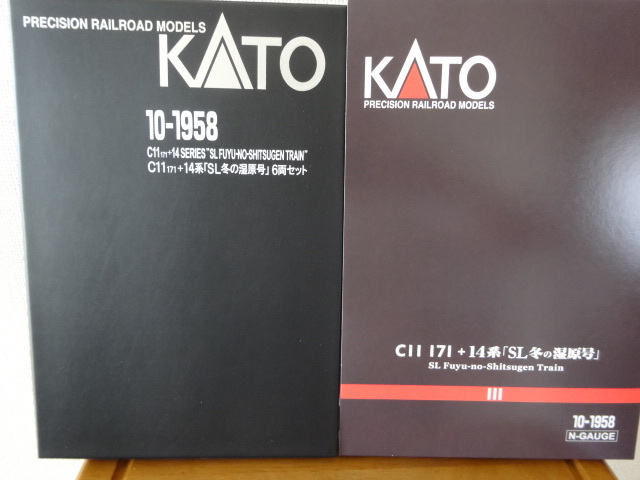 PRECISION RAILROAD MODELS
KATO
10-1958
C11 171+14 SERIES "SL FUYU-NO-SHITSUGEN TRAIN"
C11 171+14系「SL冬の湿原号」6両セット
KATO
PRECISION RAILROAD MODELS
C11 171+14系「SL冬の湿原号」
SL Fuyu-no-Shitsugen Train
10-1958
N-GAUGE